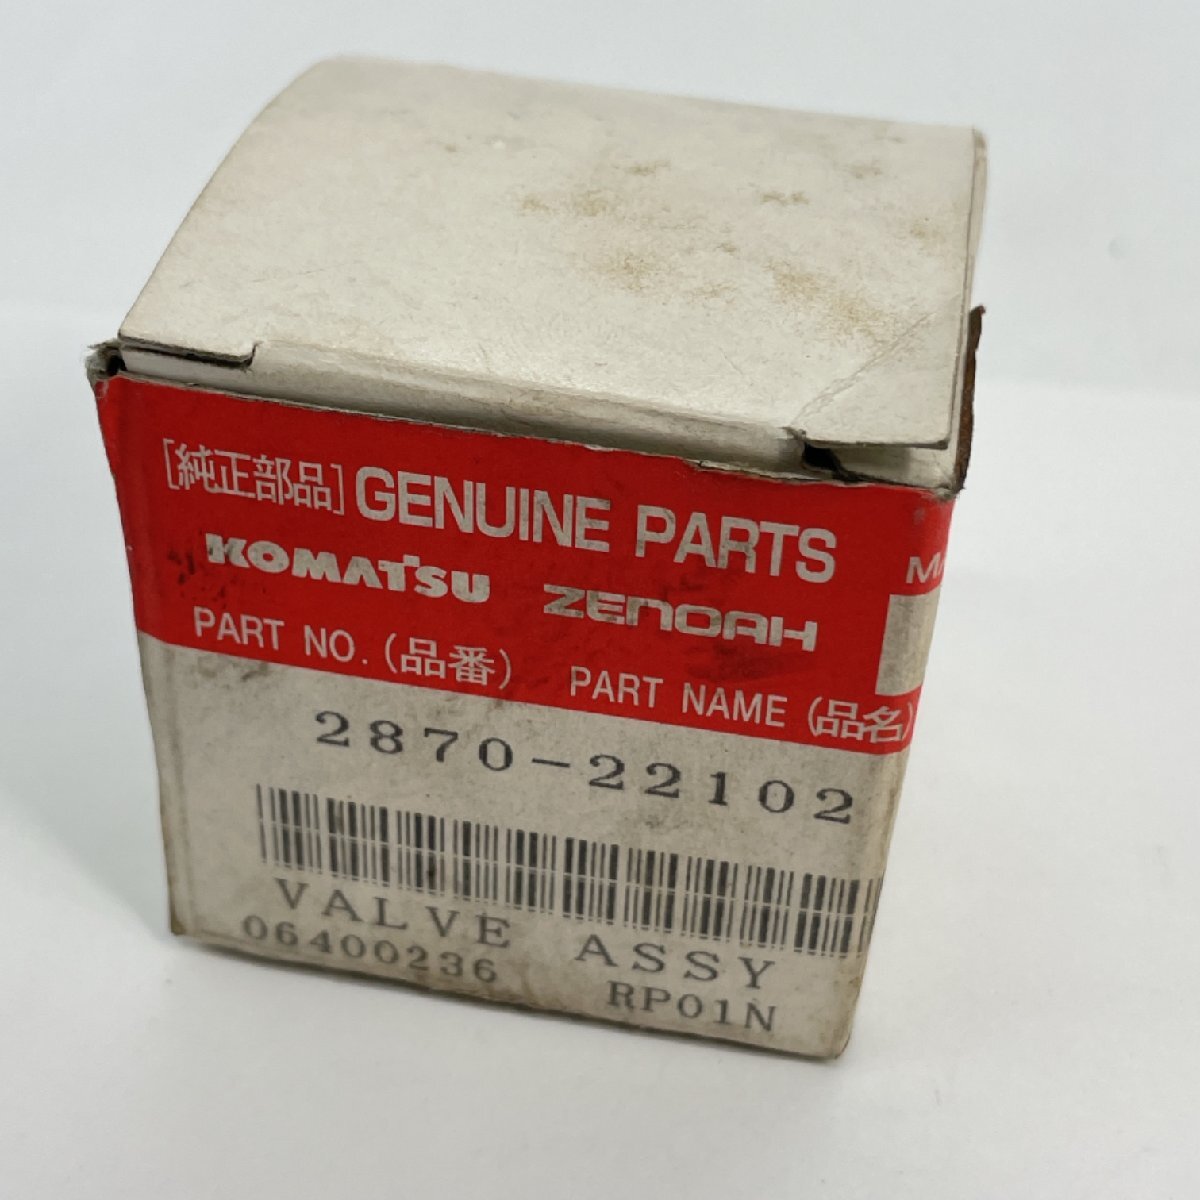 [純正部品] GENUINE PARTS
KOMATSU ZENOAH
PART NO. (品番) PART NAME (品名)
2870-22102
VALVE ASSY
06400236 RP01N